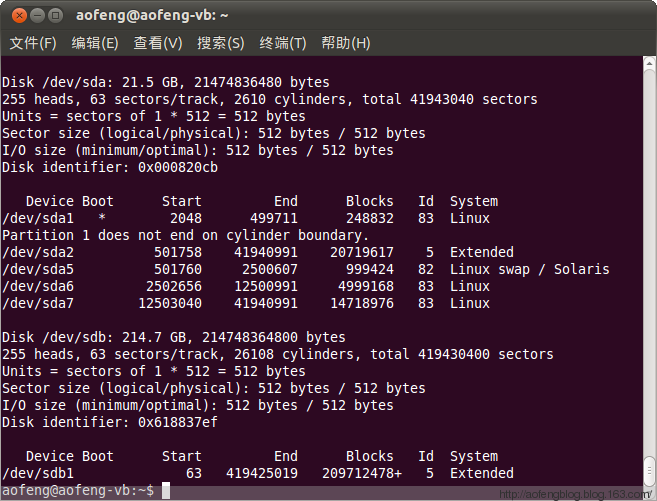 aofeng@aofeng-vb: ~
文件(F) 编辑(E) 查看(V) 搜索(S) 终端(T) 帮助(H)
Disk /dev/sda: 21.5 GB, 21474836480 bytes
255 heads, 63 sectors/track, 2610 cylinders, total 41943040 sectors
Units = sectors of 1 * 512 = 512 bytes
Sector size (logical/physical): 512 bytes / 512 bytes
I/O size (minimum/optimal): 512 bytes / 512 bytes
Disk identifier: 0x000820cb
Device Boot Start End Blocks Id System
/dev/sda1 * 2048 499711 248832 83 Linux
Partition 1 does not end on cylinder boundary.
/dev/sda2 501758 41940991 20719617 5 Extended
/dev/sda5 501760 2500607 999424 82 Linux swap / Solaris
/dev/sda6 2502656 12500991 4999168 83 Linux
/dev/sda7 12503040 41940991 14718976 83 Linux
Disk /dev/sdb: 214.7 GB, 214748364800 bytes
255 heads, 63 sectors/track, 26108 cylinders, total 419430400 sectors
Units = sectors of 1 * 512 = 512 bytes
Sector size (logical/physical): 512 bytes / 512 bytes
I/O size (minimum/optimal): 512 bytes / 512 bytes
Disk identifier: 0x618837ef
Device Boot Start End Blocks Id System
/dev/sdb1 63 419425019 209712478+ 5 Extended
aofeng@aofeng-vb:~$
http://aofengblog.blog.163.com/